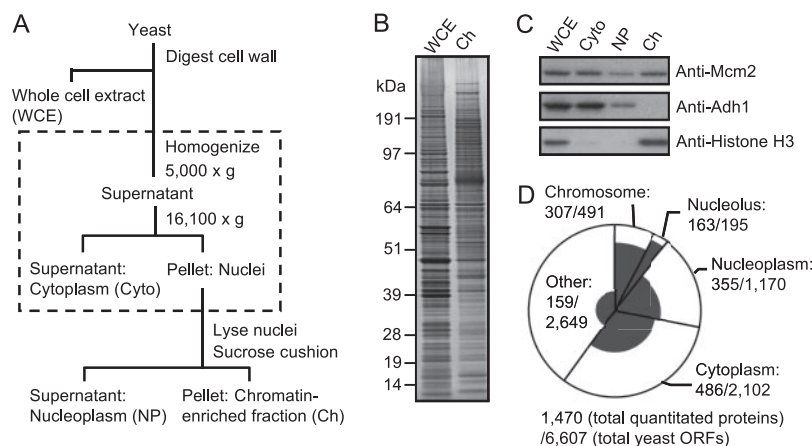 A
Yeast
Digest cell wall
Whole cell extract
(WCE)
Homogenize
5,000 x g
Supernatant
16,100 x g
Supernatant:
Cytoplasm (Cyto)
Pellet: Nuclei
Lyse nuclei
Sucrose cushion
Supernatant:
Nucleoplasm (NP)
Pellet: Chromatin-
enriched fraction (Ch)
B
WCE
Ch
kDa
191
97
64
51
39
28
19
14
C
WCE
Cyto
NP
Ch
Anti-Mcm2
Anti-Adh1
Anti-Histone H3
D
Chromosome:
307/491
Nucleolus:
163/195
Nucleoplasm:
355/1,170
Other:
159/
2,649
Cytoplasm:
486/2,102
1,470 (total quantitated proteins)
/6,607 (total yeast ORFs)